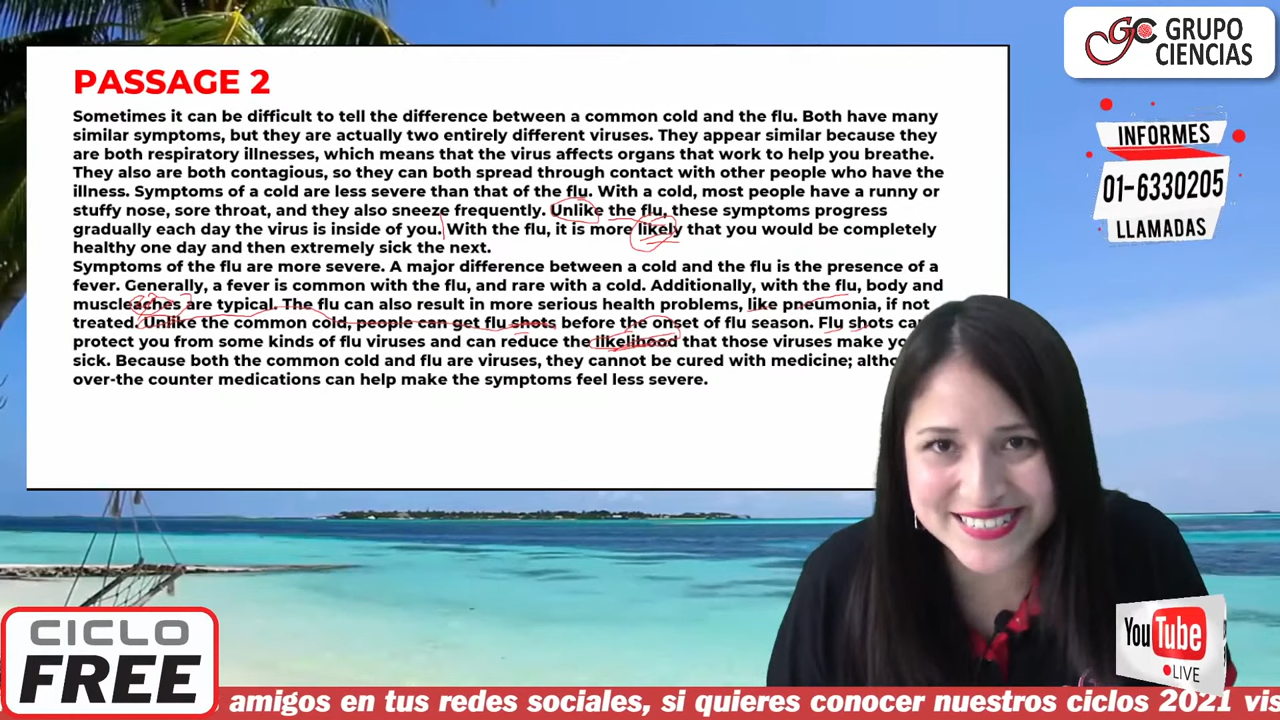 PASSAGE 2
Sometimes it can be difficult to tell the difference between a common cold and the flu. Both have many
similar symptoms, but they are actually two entirely different viruses. They appear similar because they
are both respiratory illnesses, which means that the virus affects organs that work to help you breathe.
They also are both contagious, so they can both spread through contact with other people who have the
illness. Symptoms of a cold are less severe than that of the flu. With a cold, most people have a runny or
stuffy nose, sore throat, and they also sneeze frequently. Unlike the flu, these symptoms progress
gradually each day the virus is inside of you. With the flu, it is more likely that you would be completely
healthy one day and then extremely sick the next.
Symptoms of the flu are more severe. A major difference between a cold and the flu is the presence of a
fever. Generally, a fever is common with the flu, and rare with a cold. Additionally, with the flu, body and
muscleaches are typical. The flu can also result in more serious health problems, like pneumonia, if not
treated. Unlike the common cold, people can get flu shots before the onset of flu season. Flu shots
protect you from some kinds of flu viruses and can reduce the likelihood that those viruses make
sick. Because both the common cold and flu are viruses, they cannot be cured with medicine;
over-the counter medications can help make the symptoms feel less severe.
GC GRUPO
CIENCIAS
INFORMES
01-6330205
LLAMADAS
CICLO
FREE
YouTube
LIVE
amigos en tus redes sociales, si quieres conocer nuestros ciclos 2021